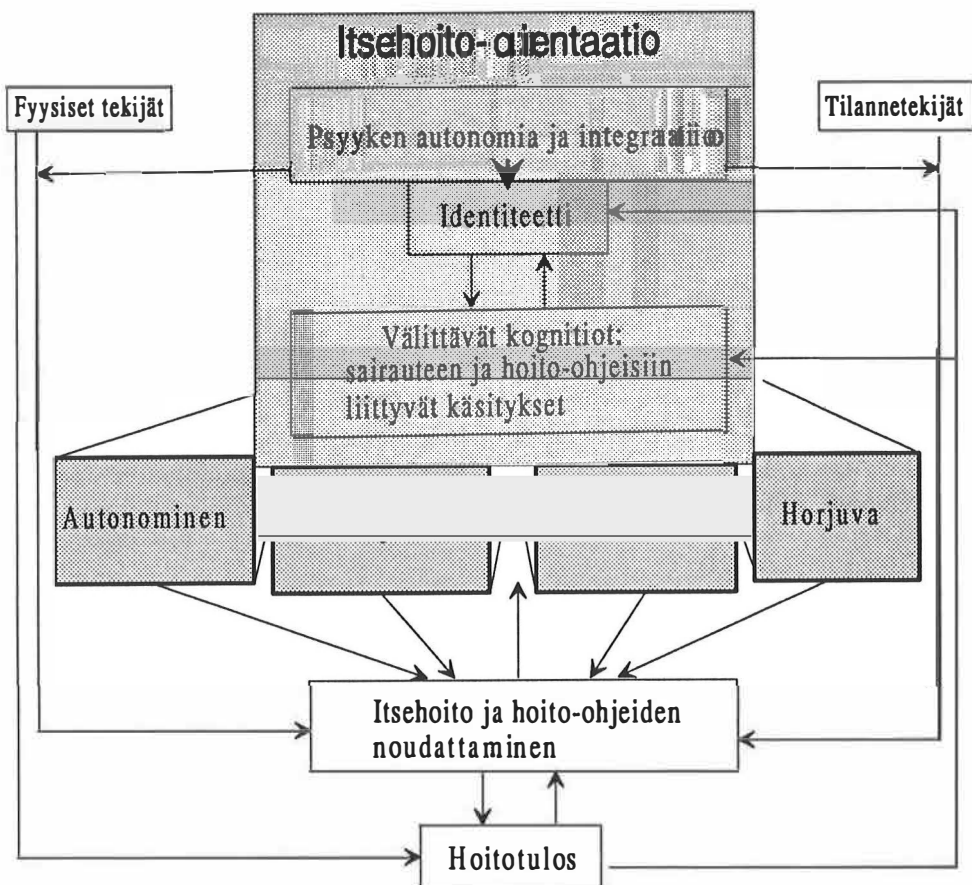 Itsehoito-orientaatio
Fyysiset tekijät
Tilannetekijät
Psyyken autonomia ja integraatio
Identiteetti
Välittävät kognitiot:
sairauteen ja hoito-ohjeisiin
liittyvät käsitykset
Autonominen
Horjuva
Itsehoito ja hoito-ohjeiden
noudattaminen
Hoitotulos